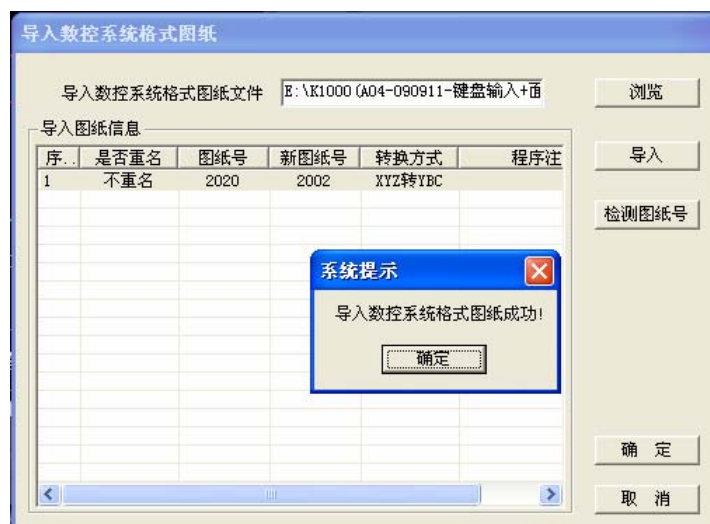 导入数控系统格式图纸
导入数控系统格式图纸文件 E:\K1000(A04-090911-键盘输入+面 浏览
导入图纸信息
序.. 是否重名 图纸号 新图纸号 转换方式 程序注 导入
1 不重名 2020 2002 XYZ转YBC
检测图纸号
系统提示
导入数控系统格式图纸成功!
确定
确 定
取 消